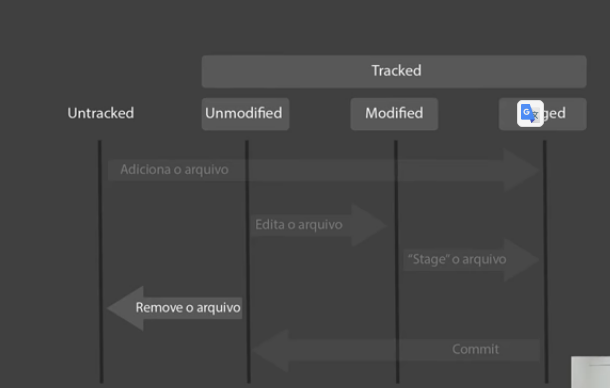 Tracked
Untracked
Unmodified
Modified
ged
Adiciona o arquivo
Edita o arquivo
"Stage" o arquivo
Remove o arquivo
Commit